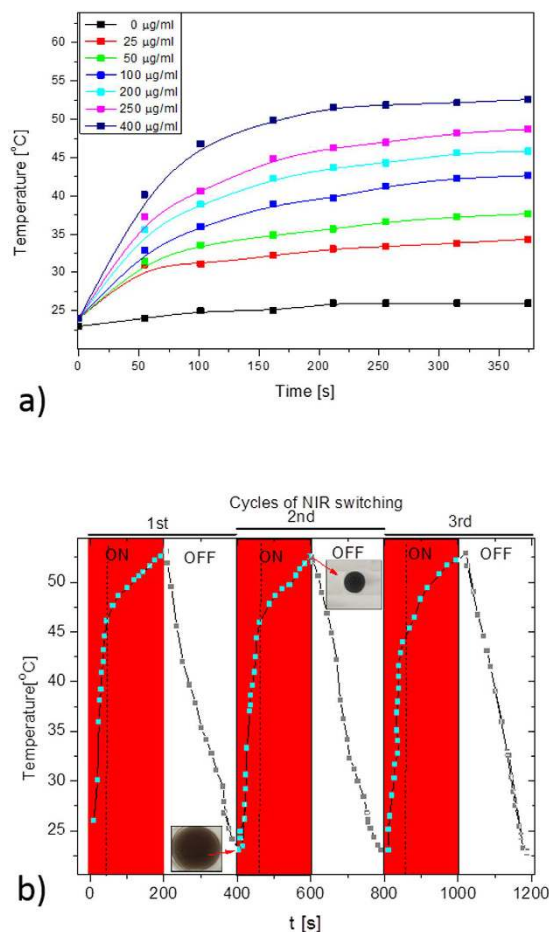 0 µg/ml
25 µg/ml
50 µg/ml
100 µg/ml
200 µg/ml
250 µg/ml
400 µg/ml
Temperature [°C]
60
55
50
45
40
35
30
25
0 50 100 150 200 250 300 350
Time [s]
a)
Cycles of NIR switching
1st 2nd 3rd
ON OFF ON OFF ON OFF
Temperature[°C]
50
45
40
35
30
25
0 200 400 600 800 1000 1200
t [s]
b)